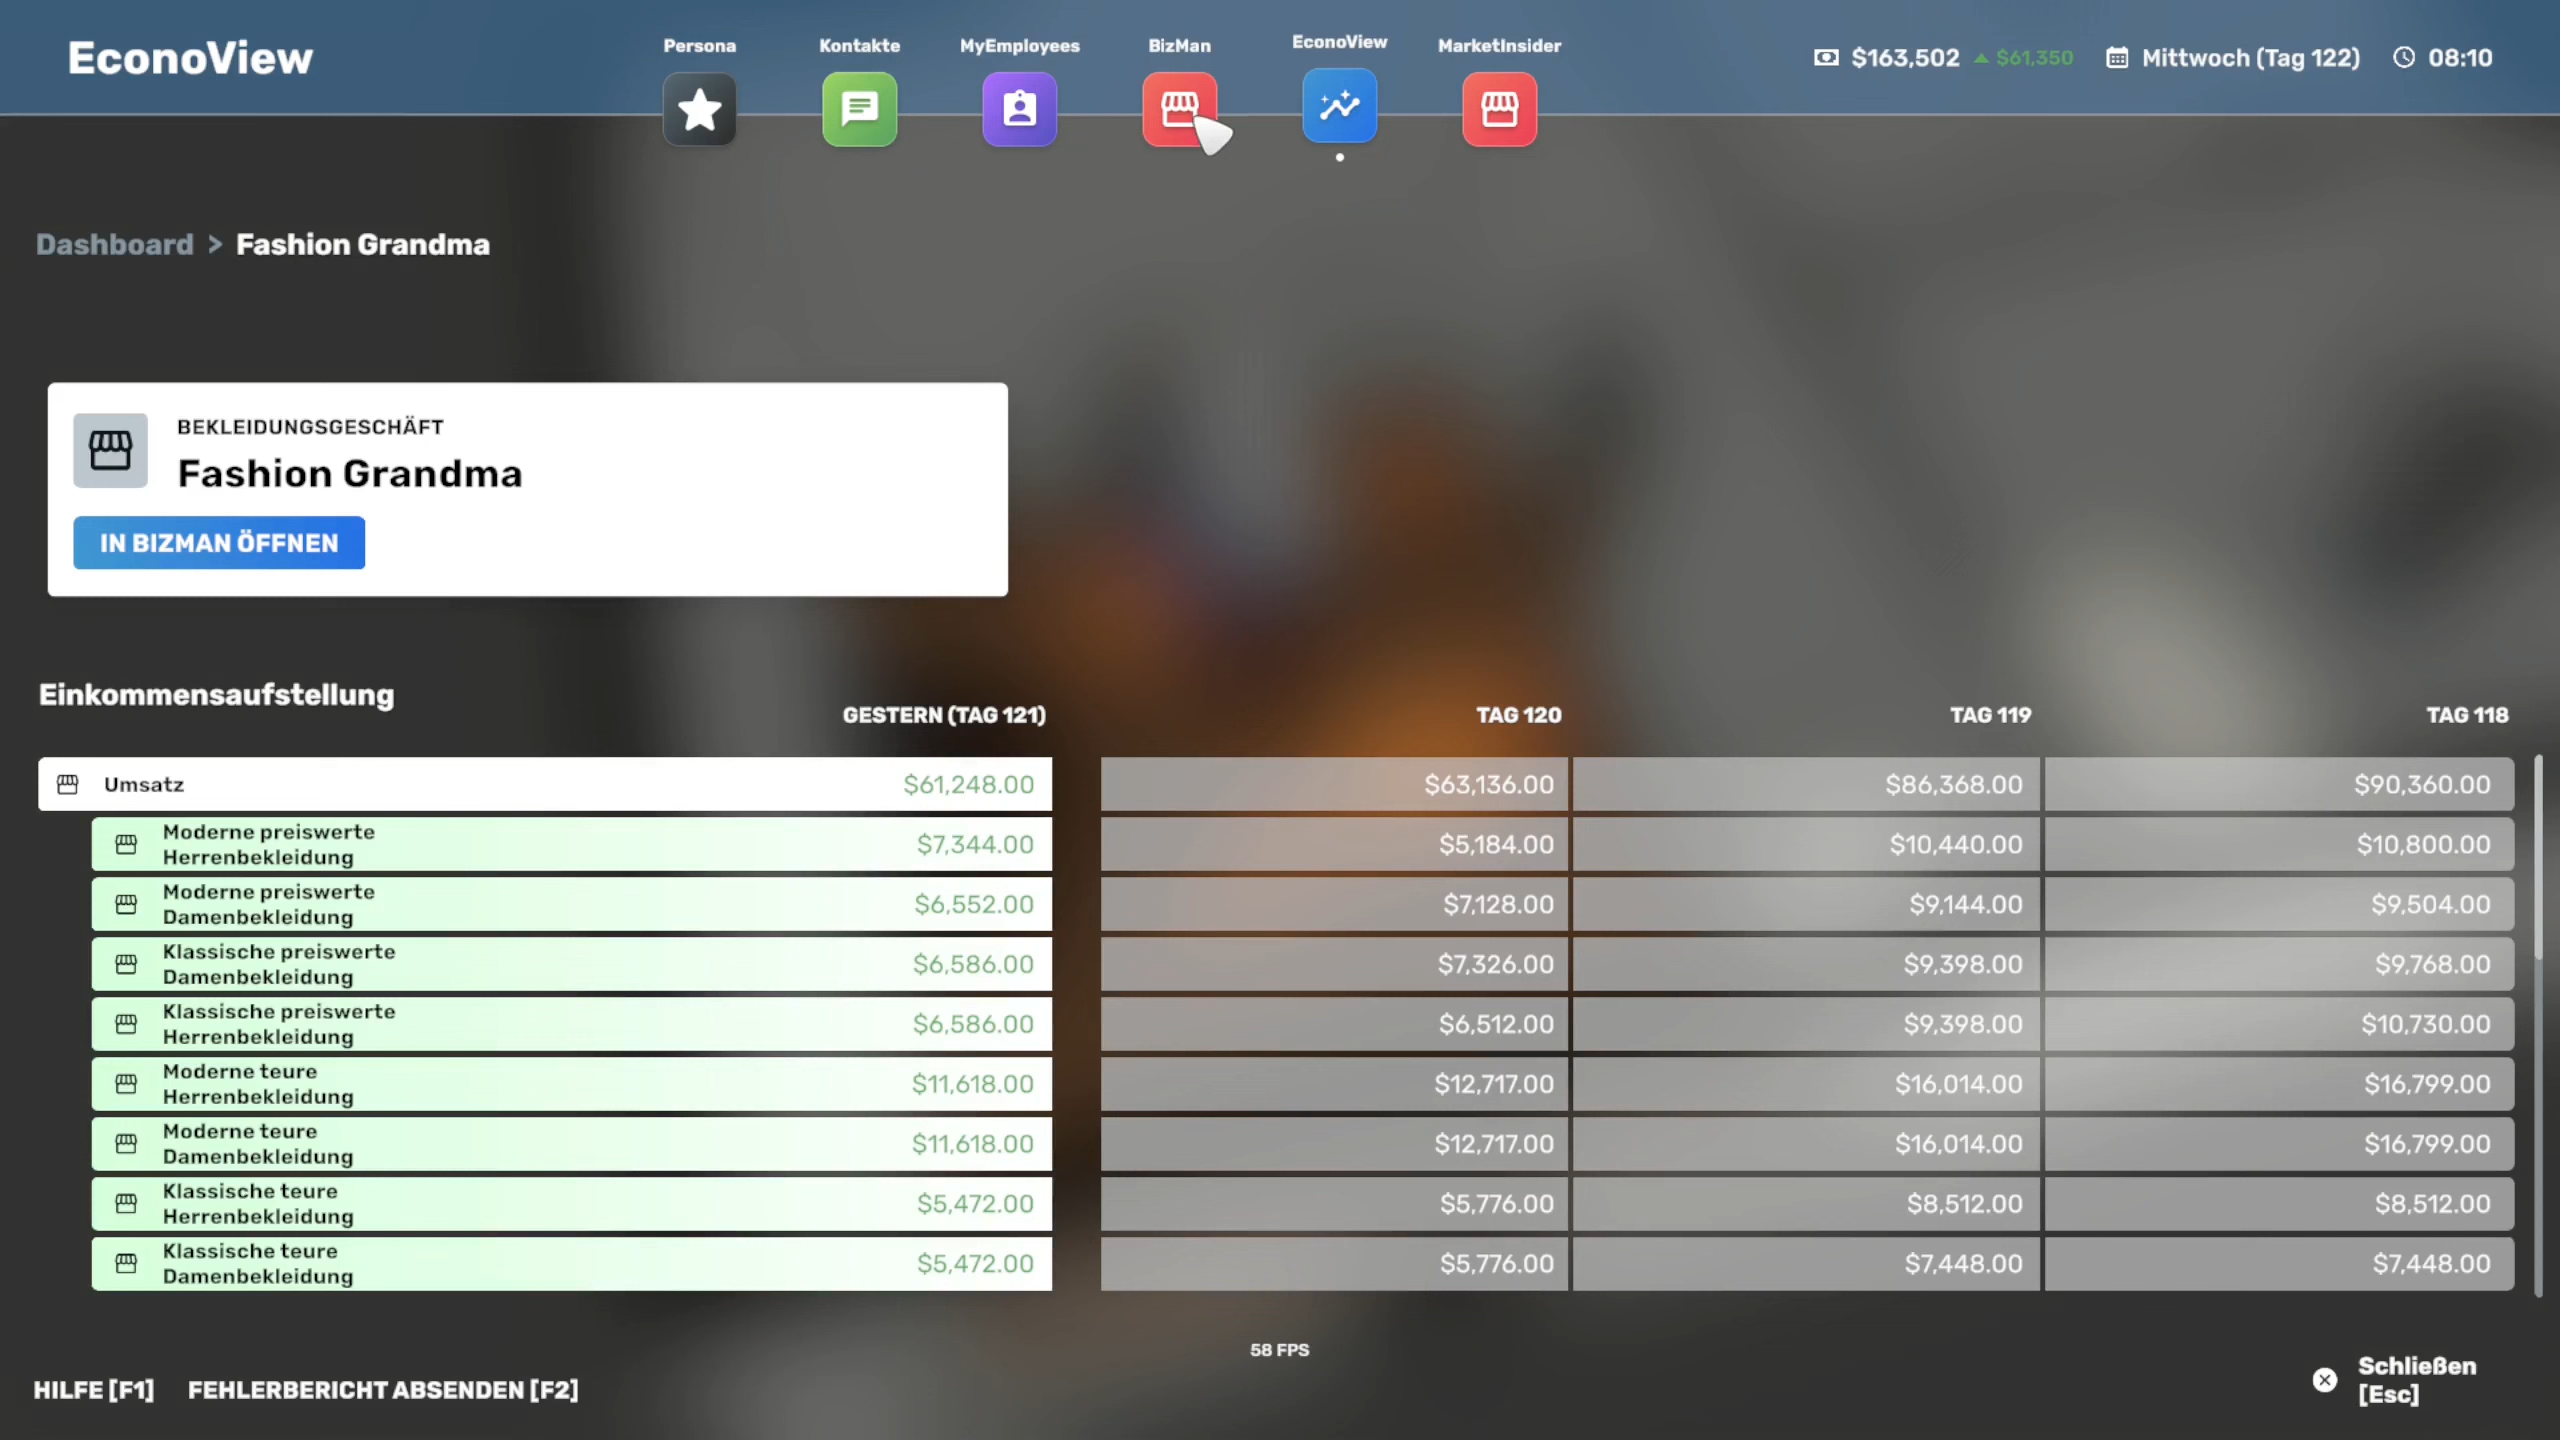 EconoView
Persona
Kontakte
MyEmployees
BizMan
EconoView
MarketInsider
$163,502 $61,350 Mittwoch (Tag 122) 08:10
Dashboard > Fashion Grandma
BEKLEIDUNGSGESCHÄFT
Fashion Grandma
IN BIZMAN ÖFFNEN
Einkommensaufstellung
GESTERN (TAG 121) TAG 120 TAG 119 TAG 118
Umsatz $61,248.00 $63,136.00 $86,368.00 $90,360.00
Moderne preiswerte
Herrenbekleidung $7,344.00 $5,184.00 $10,440.00 $10,800.00
Moderne preiswerte
Damenbekleidung $6,552.00 $7,128.00 $9,144.00 $9,504.00
Klassische preiswerte
Damenbekleidung $6,586.00 $7,326.00 $9,398.00 $9,768.00
Klassische preiswerte
Herrenbekleidung $6,586.00 $6,512.00 $9,398.00 $10,730.00
Moderne teure
Herrenbekleidung $11,618.00 $12,717.00 $16,014.00 $16,799.00
Moderne teure
Damenbekleidung $11,618.00 $12,717.00 $16,014.00 $16,799.00
Klassische teure
Herrenbekleidung $5,472.00 $5,776.00 $8,512.00 $8,512.00
Klassische teure
Damenbekleidung $5,472.00 $5,776.00 $7,448.00 $7,448.00
58 FPS
HILFE [F1] FEHLERBERICHT ABSENDEN [F2]
Schließen
[Esc]